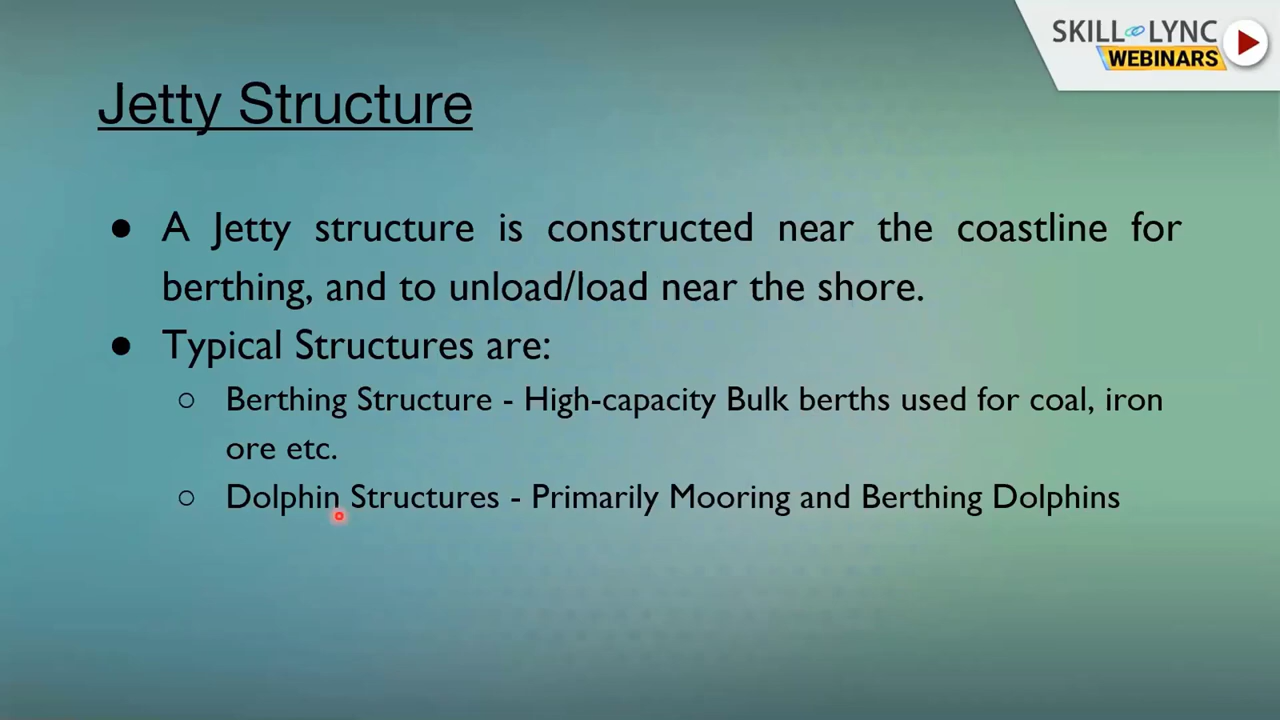 SKILL LYNC
WEBINARS
Jetty Structure
● A Jetty structure is constructed near the coastline for
berthing, and to unload/load near the shore.
● Typical Structures are:
○ Berthing Structure - High-capacity Bulk berths used for coal, iron
ore etc.
○ Dolphin Structures - Primarily Mooring and Berthing Dolphins